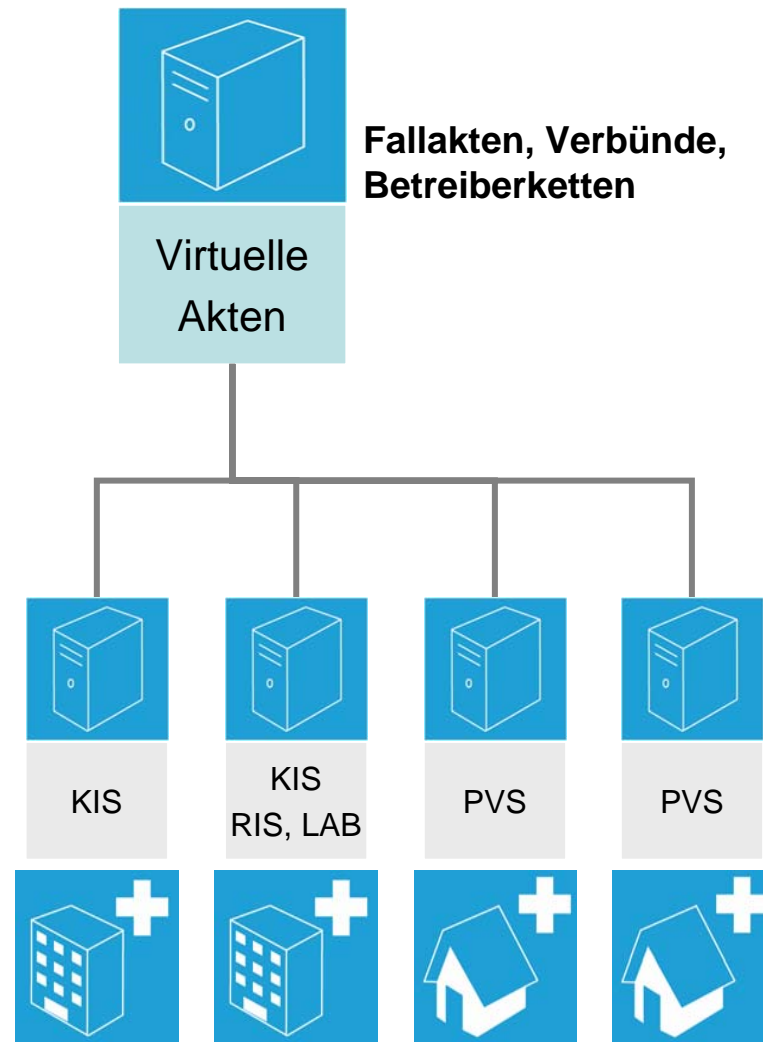 Fallakten, Verbünde,
Betreiberketten
Virtuelle
Akten
KIS
KIS
RIS, LAB
PVS
PVS